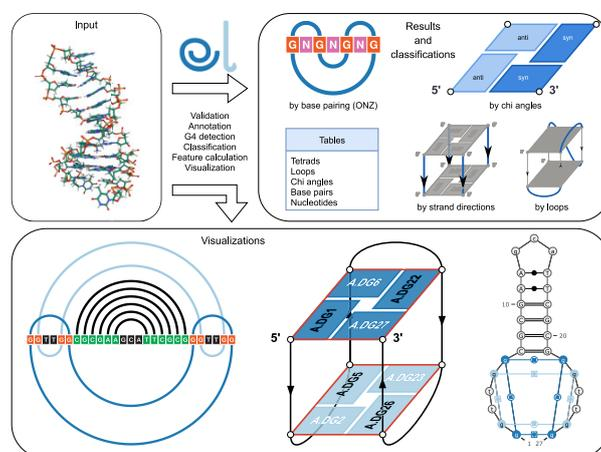 Input
Validation
Annotation
G4 detection
Classification
Feature calculation
Visualization
Results
and
classifications
GNGNGNG
by base pairing (ONZ)
anti
syn
anti
syn
5'
3'
by chi angles
Tables
Tetrads
Loops
Chi angles
Base pairs
Nucleotides
by strand directions
by loops
Visualizations
GGTTGGCGCGAAGCATTCGCGGGTTGG
A.DG6
A.DG22
A.DG1
A.DG27
5'
3'
A.DG5
A.DG23
A.DG2
A.DG26
G
C
A
A
T
A
T
10
G
C
C
G
G
C
20
C
G
1 27